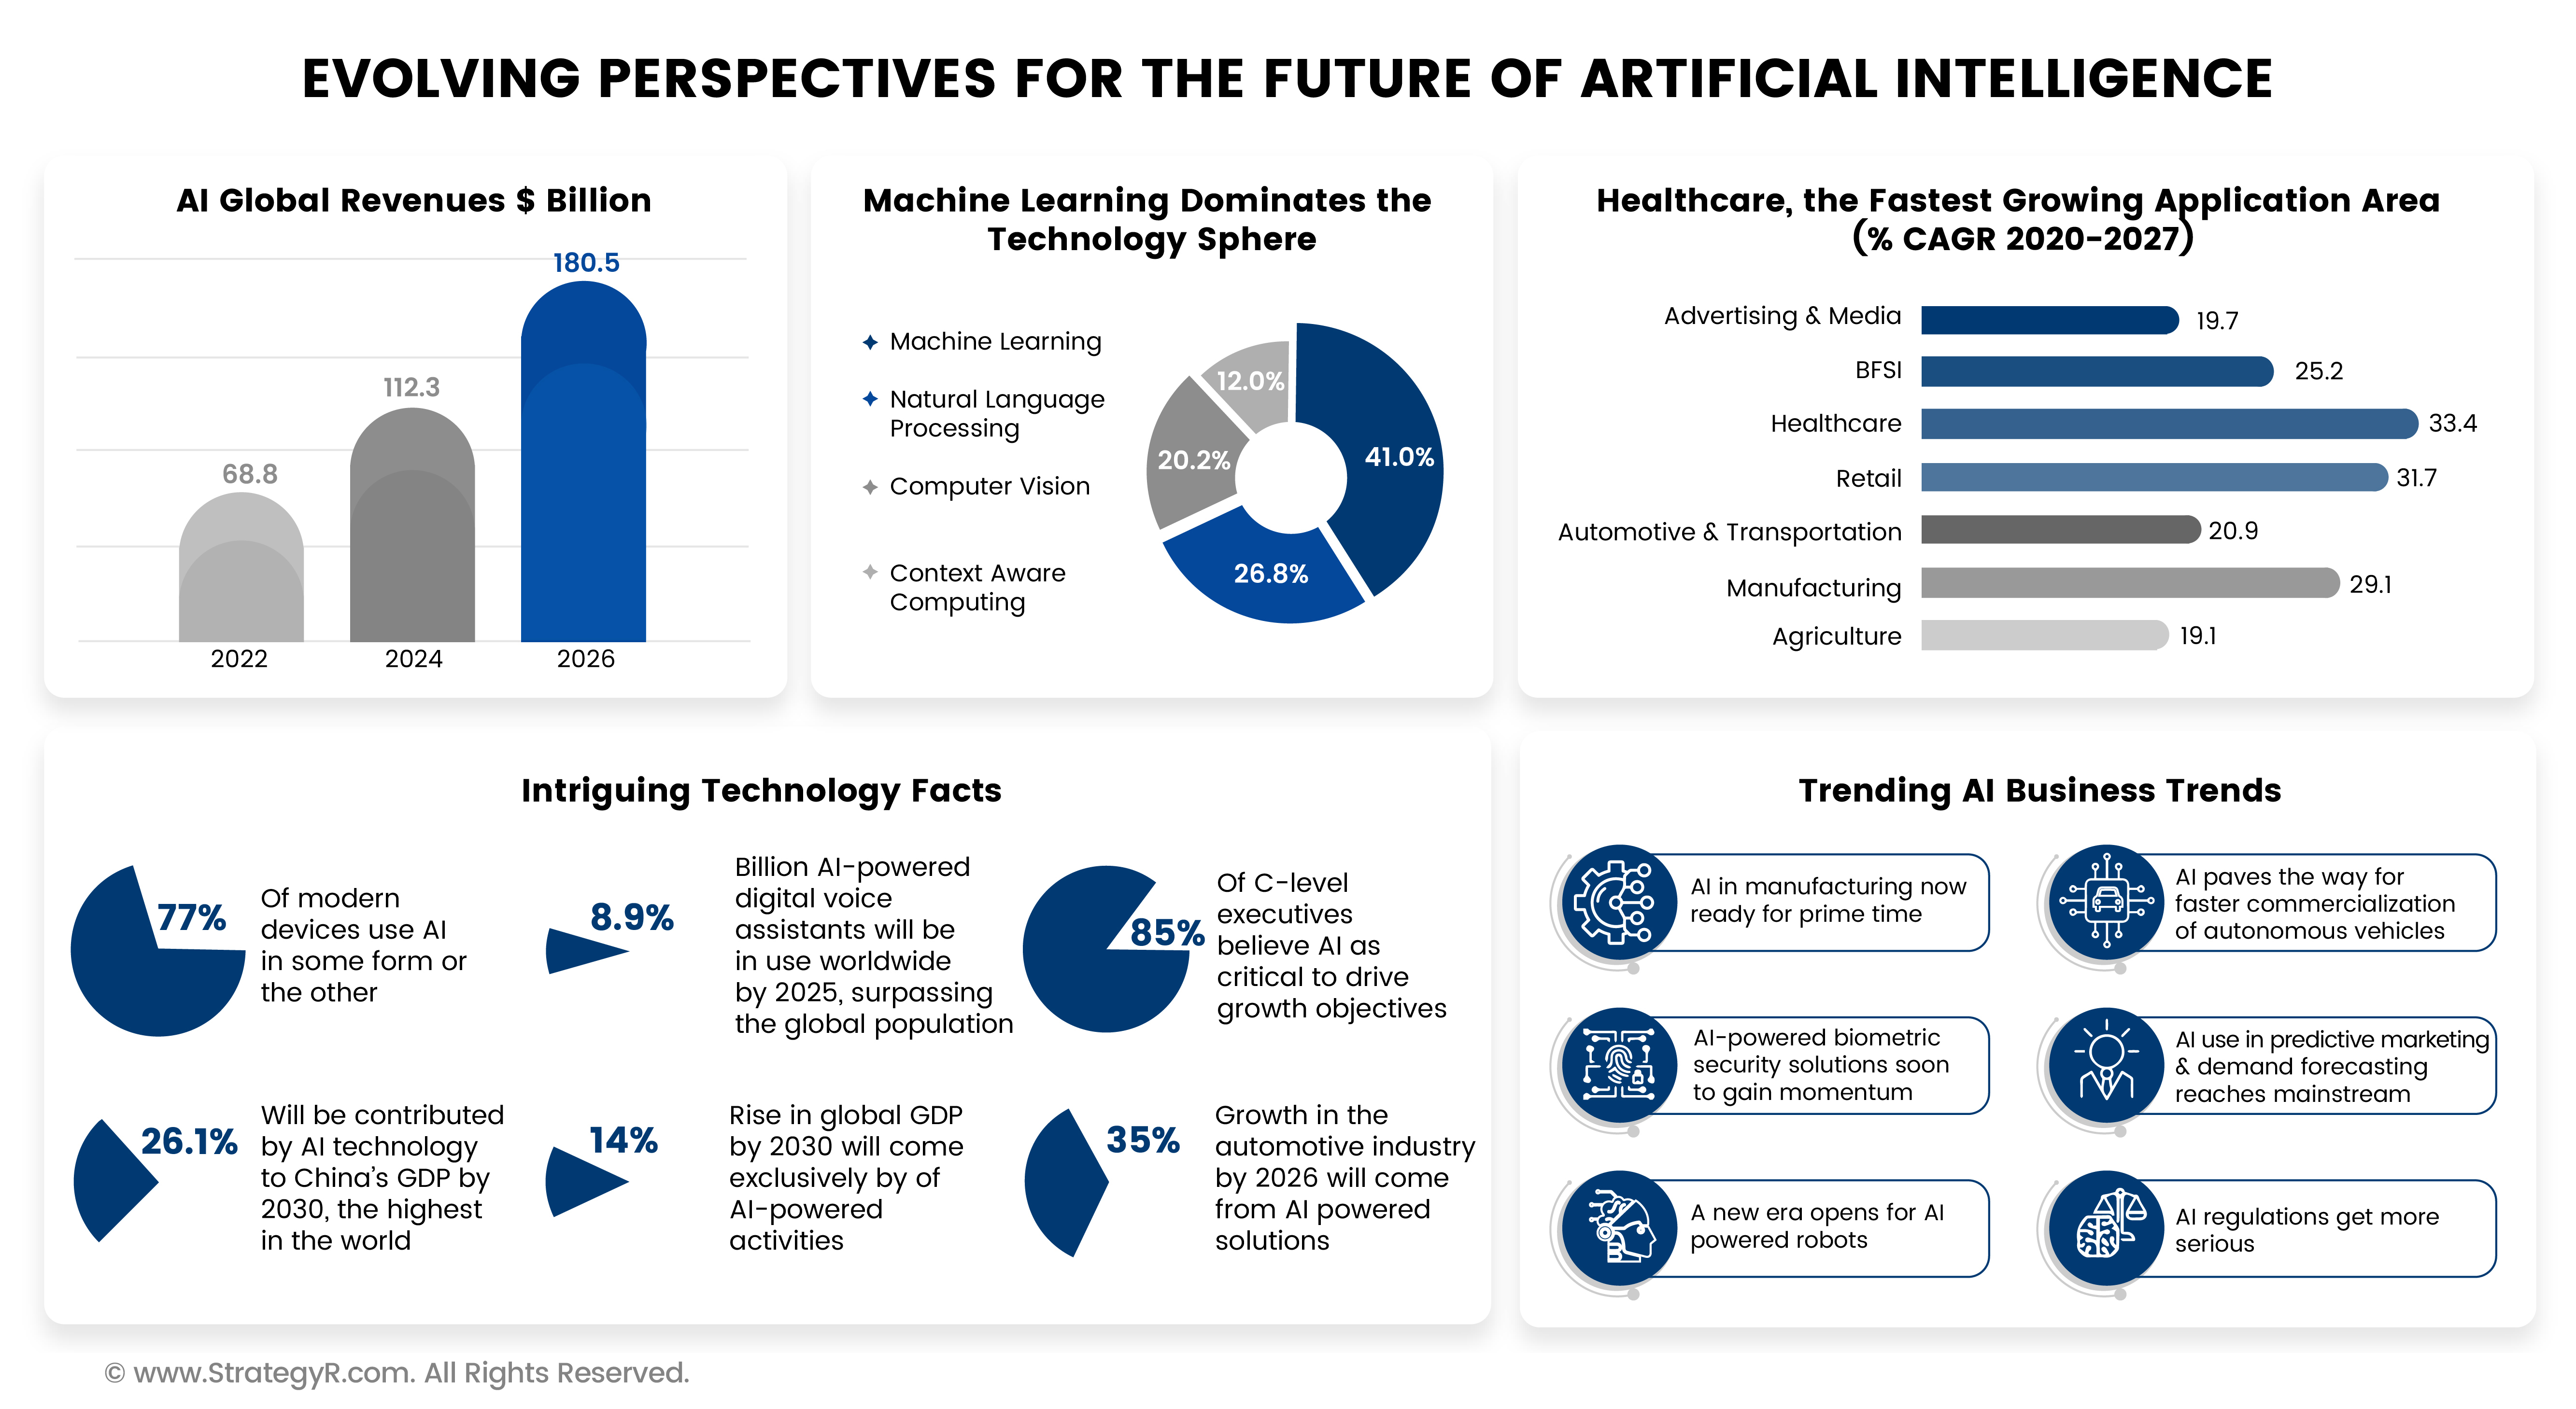 EVOLVING PERSPECTIVES FOR THE FUTURE OF ARTIFICIAL INTELLIGENCE
AI Global Revenues $ Billion
180.5
112.3
68.8
2022
2024
2026
Machine Learning Dominates the
Technology Sphere
Machine Learning
Natural Language
Processing
Computer Vision
Context Aware
Computing
12.0%
41.0%
20.2%
26.8%
Healthcare, the Fastest Growing Application Area
(% CAGR 2020-2027)
Advertising & Media
19.7
BFSI
25.2
Healthcare
33.4
Retail
31.7
Automotive & Transportation
20.9
Manufacturing
29.1
Agriculture
19.1
Intriguing Technology Facts
77%
Of modern
devices use AI
in some form or
the other
8.9%
Billion AI-powered
digital voice
assistants will be
in use worldwide
by 2025, surpassing
the global population
85%
Of C-level
executives
believe AI as
critical to drive
growth objectives
26.1%
Will be contributed
by AI technology
to China's GDP by
2030, the highest
in the world
14%
Rise in global GDP
by 2030 will come
exclusively by of
AI-powered
activities
35%
Growth in the
automotive industry
by 2026 will come
from AI powered
solutions
Trending AI Business Trends
AI in manufacturing now
ready for prime time
AI paves the way for
faster commercialization
of autonomous vehicles
AI-powered biometric
security solutions soon
to gain momentum
AI use in predictive marketing
& demand forecasting
reaches mainstream
A new era opens for AI
powered robots
AI regulations get more
serious
© www.StrategyR.com. All Rights Reserved.